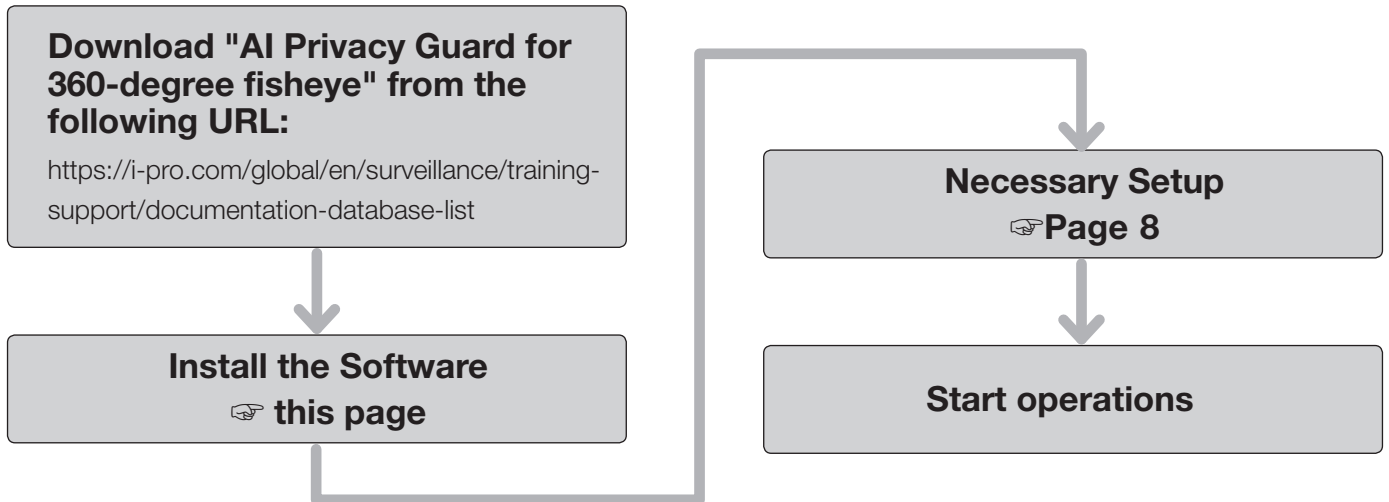 Download "AI Privacy Guard for
360-degree fisheye" from the
following URL:
https://i-pro.com/global/en/surveillance/training-
support/documentation-database-list
Install the Software
☞ this page
Necessary Setup
☞Page 8
Start operations